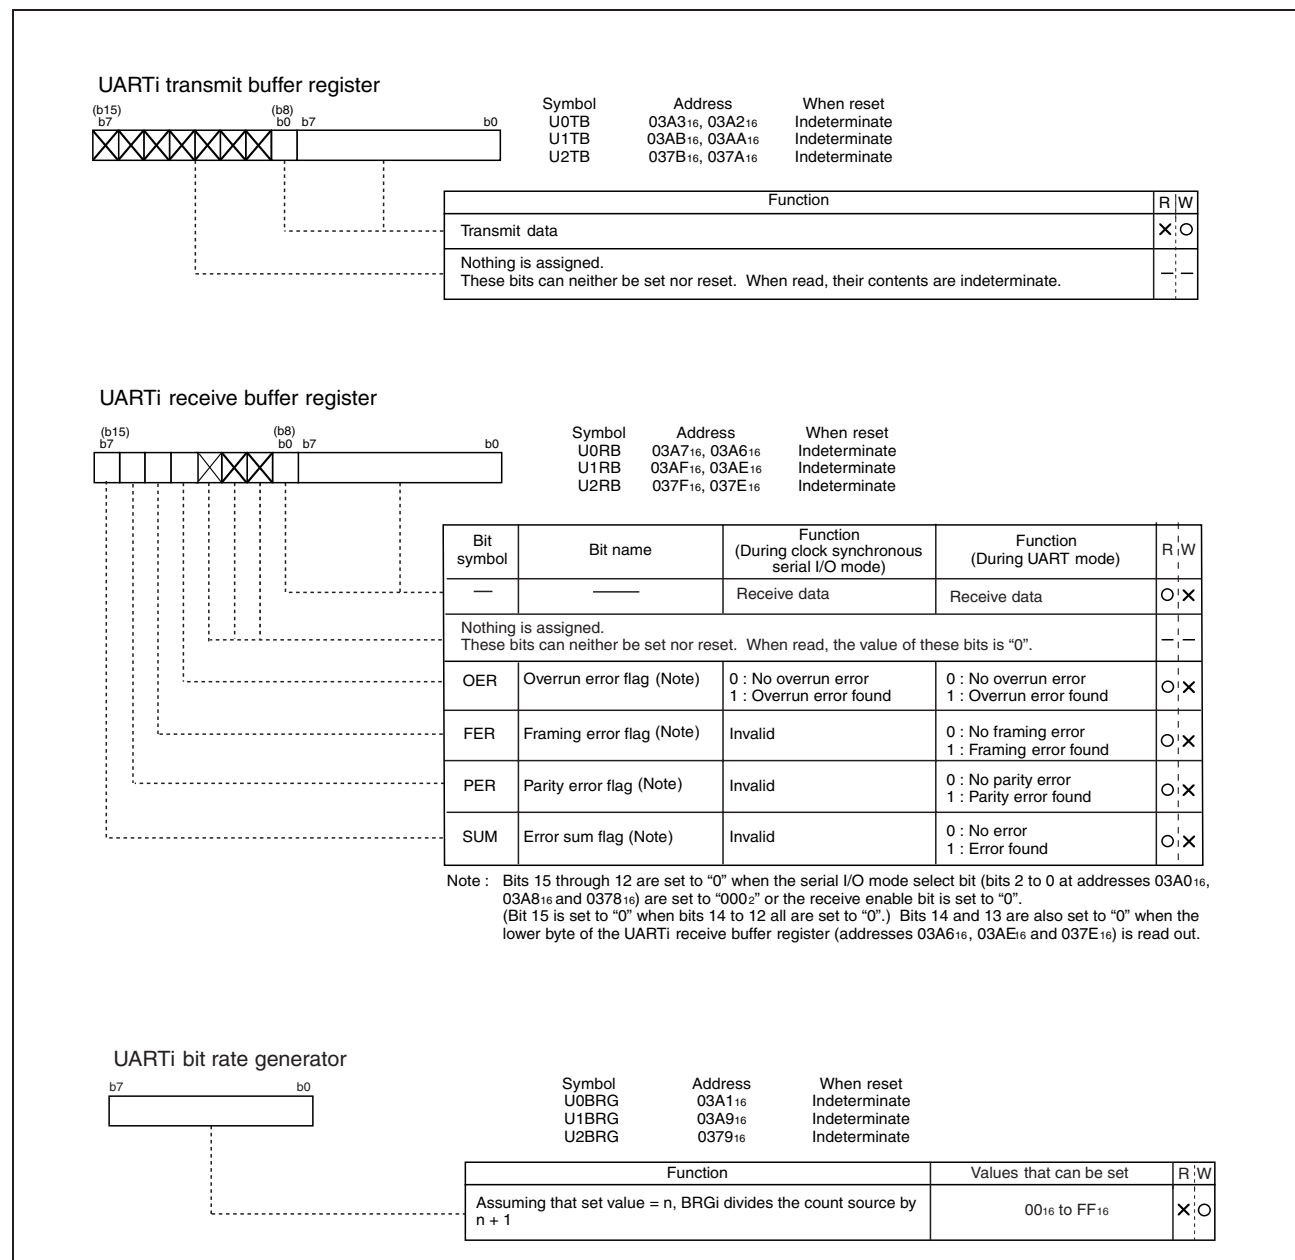 UARTi transmit buffer register
(b15) (b8)
b7 b0 b7 b0
Symbol Address When reset
U0TB 03A316, 03A216 Indeterminate
U1TB 03AB16, 03AA16 Indeterminate
U2TB 037B16, 037A16 Indeterminate
Function R W
Transmit data X O
Nothing is assigned.
These bits can neither be set nor reset. When read, their contents are indeterminate. — —
UARTi receive buffer register
(b15) (b8)
b7 b0 b7 b0
Symbol Address When reset
U0RB 03A716, 03A616 Indeterminate
U1RB 03AF16, 03AE16 Indeterminate
U2RB 037F16, 037E16 Indeterminate
Bit symbol Bit name Function (During clock synchronous serial I/O mode) Function (During UART mode) R W
— — Receive data Receive data O X
Nothing is assigned.
These bits can neither be set nor reset. When read, the value of these bits is “0”. — —
OER Overrun error flag (Note) 0 : No overrun error 0 : No overrun error O X
1 : Overrun error found 1 : Overrun error found
FER Framing error flag (Note) Invalid 0 : No framing error O X
1 : Framing error found
PER Parity error flag (Note) Invalid 0 : No parity error O X
1 : Parity error found
SUM Error sum flag (Note) Invalid 0 : No error O X
1 : Error found
Note : Bits 15 through 12 are set to “0” when the serial I/O mode select bit (bits 2 to 0 at addresses 03A016,
03A816 and 037816) are set to “0002” or the receive enable bit is set to “0”.
(Bit 15 is set to “0” when bits 14 to 12 all are set to “0”.) Bits 14 and 13 are also set to “0” when the
lower byte of the UARTi receive buffer register (addresses 03A616, 03AE16 and 037E16) is read out.
UARTi bit rate generator
b7 b0
Symbol Address When reset
U0BRG 03A116 Indeterminate
U1BRG 03A916 Indeterminate
U2BRG 037916 Indeterminate
Function Values that can be set R W
Assuming that set value = n, BRGi divides the count source by
n + 1 0016 to FF16 X O